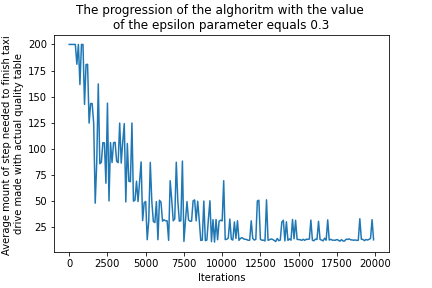 The progression of the alghoritm with the value
of the epsilon parameter equals 0.3
Average mount of step needed to finish taxi
drive made with actual quality table
200
175
150
125
100
75
50
25
0 2500 5000 7500 10000 12500 15000 17500 20000
Iterations